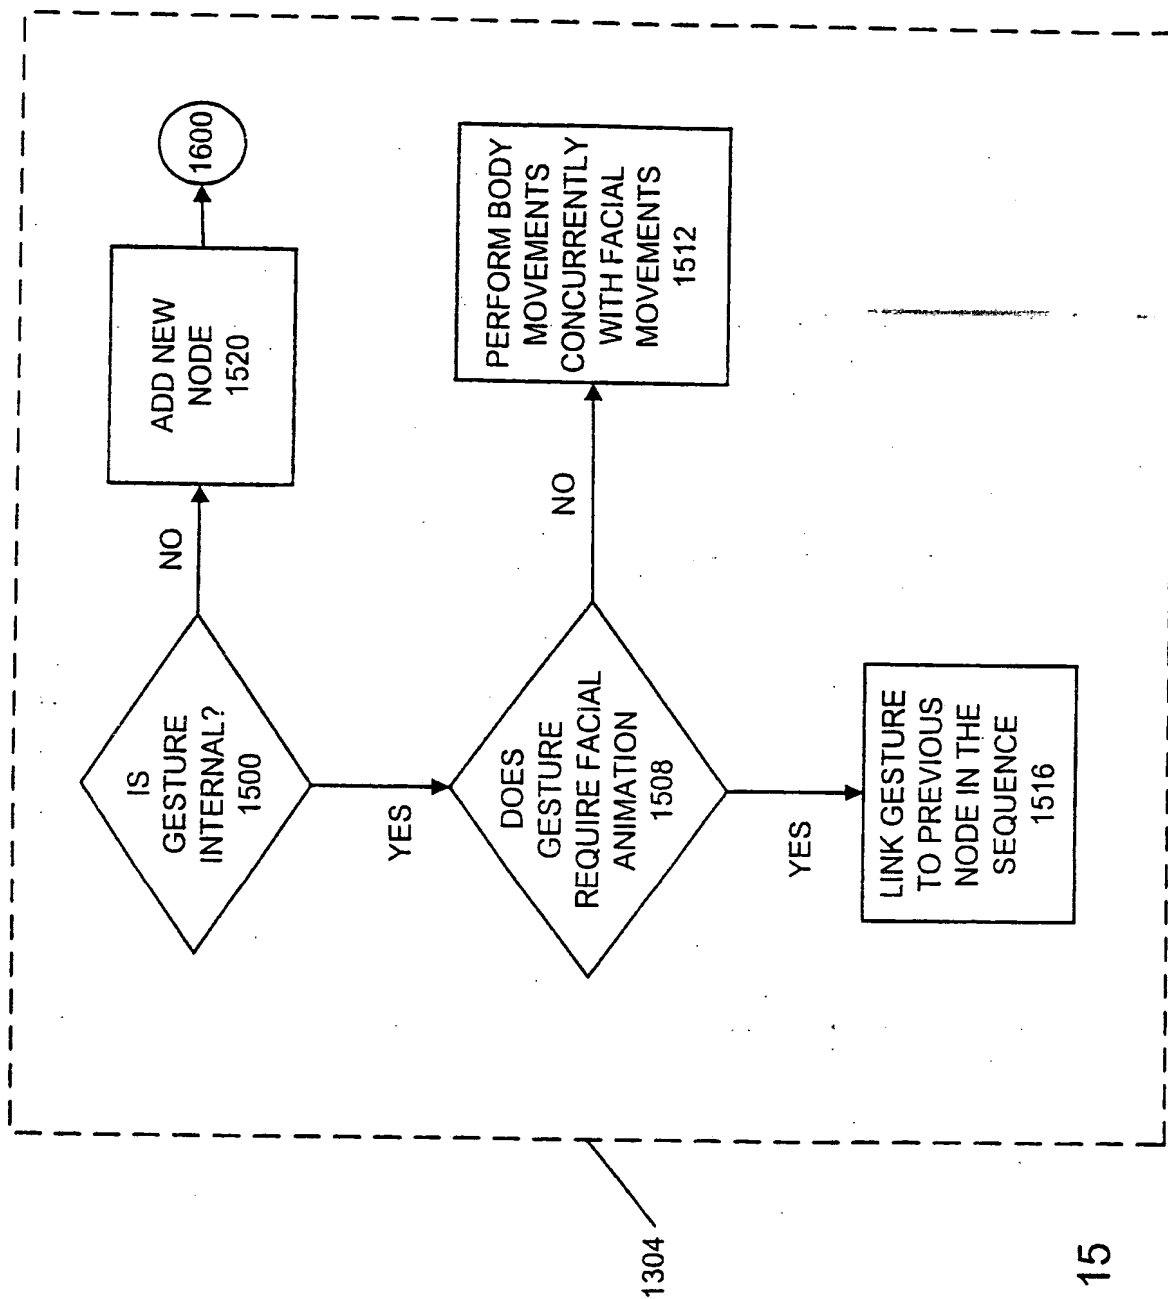 IS
GESTURE
INTERNAL?
1500
NO
ADD NEW
NODE
1520
1600
YES
DOES
GESTURE
REQUIRE FACIAL
ANIMATION
1508
NO
PERFORM BODY
MOVEMENTS
CONCURRENTLY
WITH FACIAL
MOVEMENTS
1512
YES
LINK GESTURE
TO PREVIOUS
NODE IN THE
SEQUENCE
1516
1304
15